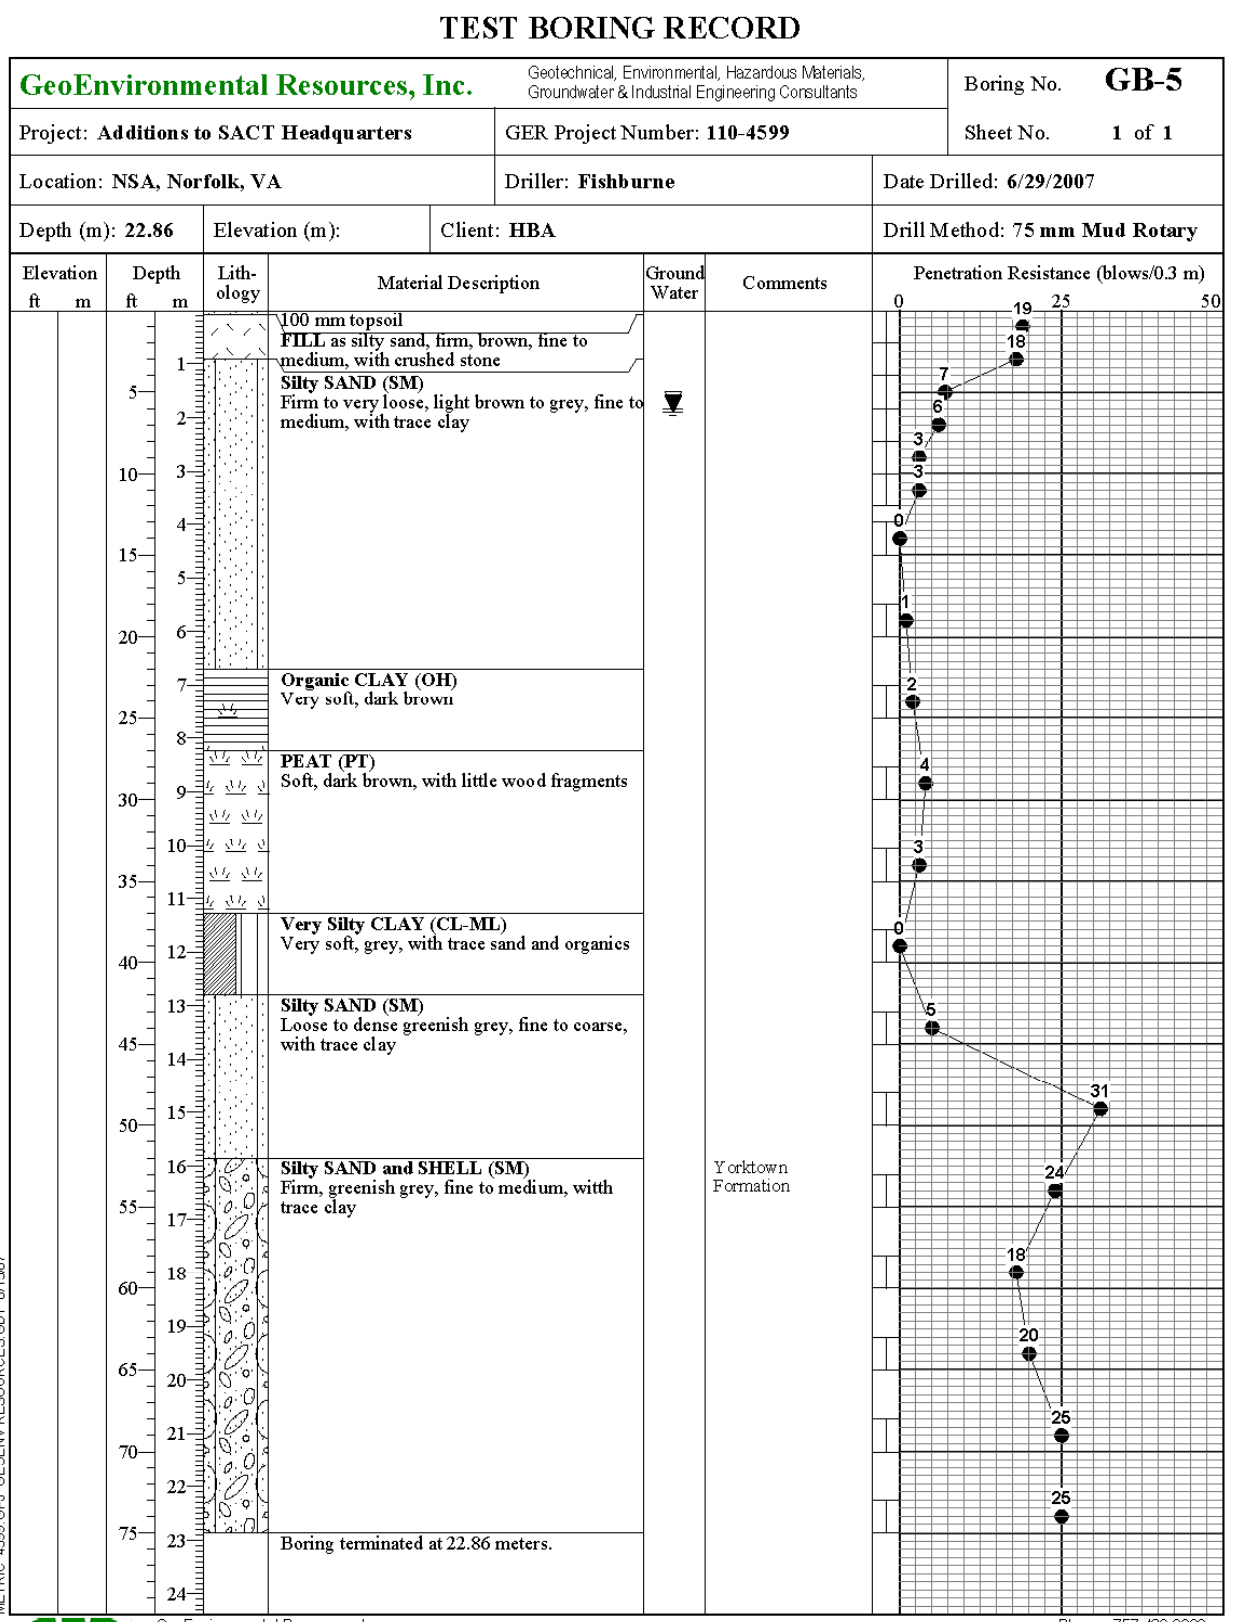 TEST BORING RECORD
GeoEnvironmental Resources, Inc.
Geotechnical, Environmental, Hazardous Materials,
Groundwater & Industrial Engineering Consultants
Boring No. GB-5
Project: Additions to SACT Headquarters
GER Project Number: 110-4599
Sheet No. 1 of 1
Location: NSA, Norfolk, VA
Driller: Fishburne
Date Drilled: 6/29/2007
Depth (m): 22.86
Elevation (m):
Client: HBA
Drill Method: 75 mm Mud Rotary
Elevation
ft m
Depth
ft m
Lith-
ology
Material Description
Ground
Water
Comments
Penetration Resistance (blows/0.3 m)
0 25 50
100 mm topsoil
FILL as silty sand, firm, brown, fine to
medium, with crushed stone
Silty SAND (SM)
Firm to very loose, light brown to grey, fine to
medium, with trace clay
Organic CLAY (OH)
Very soft, dark brown
PEAT (PT)
Soft, dark brown, with little wood fragments
Very Silty CLAY (CL-ML)
Very soft, grey, with trace sand and organics
Silty SAND (SM)
Loose to dense greenish grey, fine to coarse,
with trace clay
Silty SAND and SHELL (SM)
Firm, greenish grey, fine to medium, witth
trace clay
Boring terminated at 22.86 meters.
Yorktown
Formation
5
10
15
20
25
30
35
40
45
50
55
60
65
70
75
1
2
3
4
5
6
7
8
9
10
11
12
13
14
15
16
17
18
19
20
21
22
23
24
19
18
7
6
3
3
0
1
2
4
3
0
5
31
24
18
20
25
25